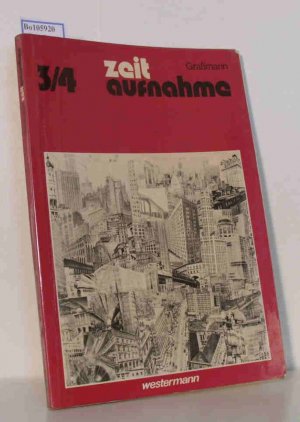 Bo105920
3/4
zeit
aufnahme
Graßmann
westermann